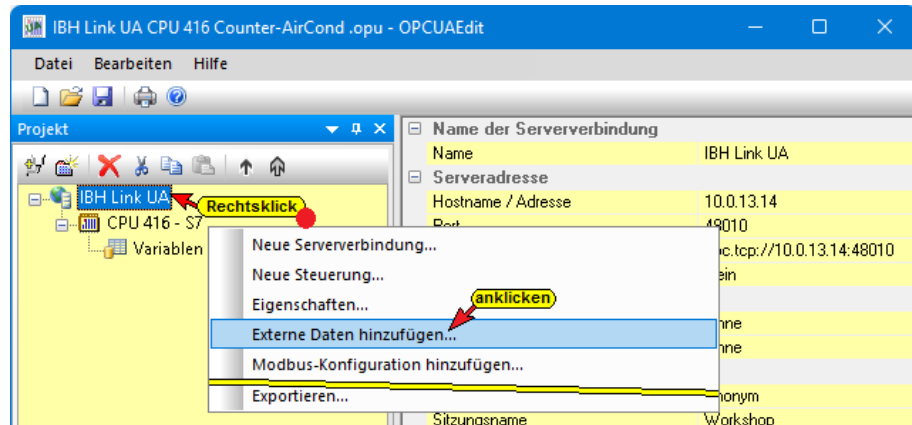 IBH Link UA CPU 416 Counter-AirCond .opu - OPCUAEdit
Datei Bearbeiten Hilfe
Projekt
Name der Serververbindung
Name IBH Link UA
Serveradresse
IBH Link UA
Rechtsklick
Hostname / Adresse 10.0.13.14
CPU 416 - S7
Port 48010
Variablen
Neue Serververbindung...
opc.tcp://10.0.13.14:48010
Neue Steuerung...
Eigenschaften...
anklicken
Externe Daten hinzufügen...
Modbus-Konfiguration hinzufügen...
Exportieren...
Sitzungsname Workshop